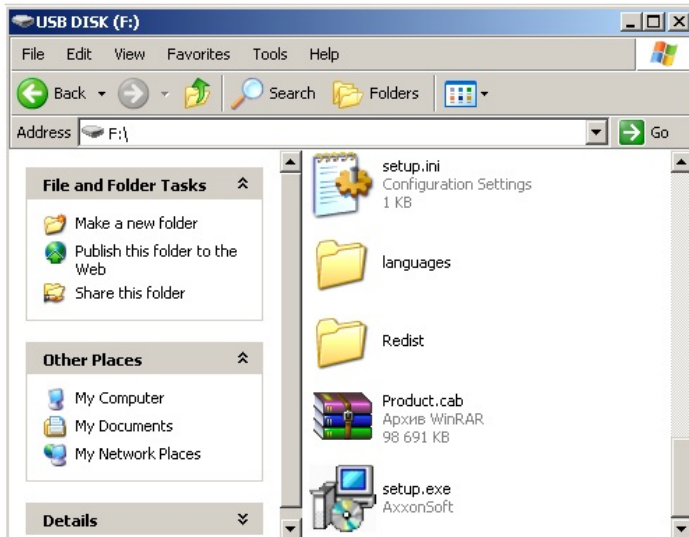 USB DISK (F:)
File Edit View Favorites Tools Help
Back Search Folders
Address F:\ Go
File and Folder Tasks
Make a new folder
Publish this folder to the
Web
Share this folder
Other Places
My Computer
My Documents
My Network Places
Details
setup.ini
Configuration Settings
1 KB
languages
Redist
Product.cab
Архив WinRAR
98 691 KB
setup.exe
AxxonSoft